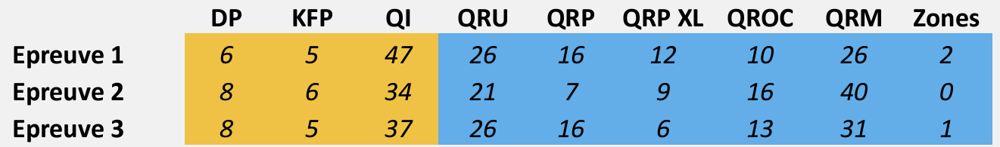 DP KFP QI QRU QRP QRP XL QROC QRM Zones
Epreuve 1 6 5 47 26 16 12 10 26 2
Epreuve 2 8 6 34 21 7 9 16 40 0
Epreuve 3 8 5 37 26 16 6 13 31 1